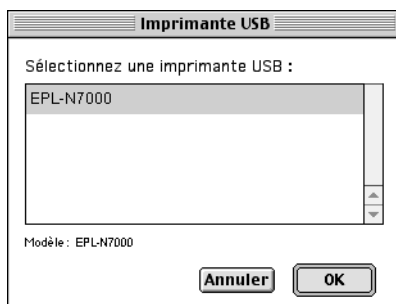 Imprimante USB
Sélectionnez une imprimante USB :
EPL-N7000
Modèle : EPL-N7000
Annuler OK